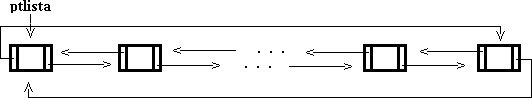 ptlista
. . .
. . .